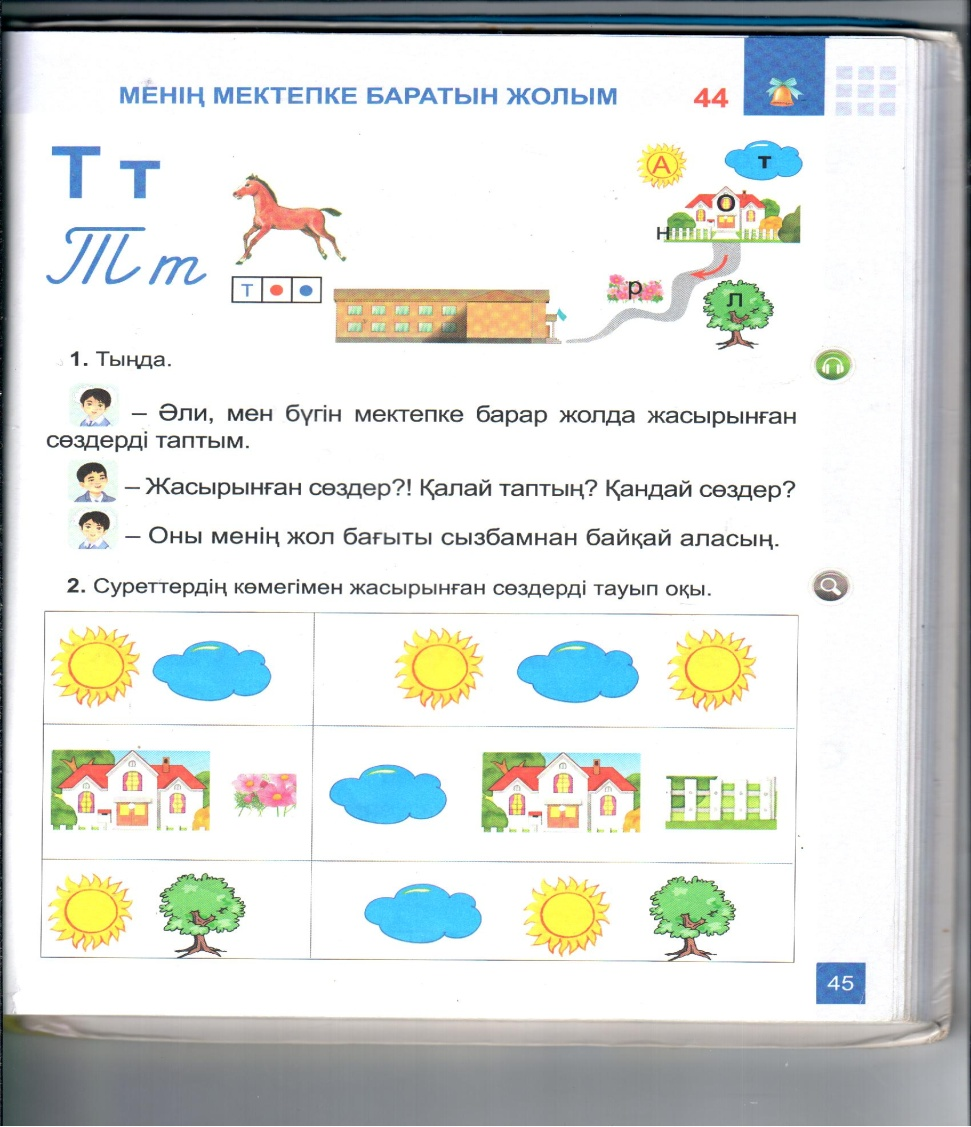 МЕНІҢ МЕКТЕПКЕ БАРАТЫН ЖОЛЫМ 44
Т т
А
т
О
н
Т т
т
р
л
1. Тыңда.
– Әли, мен бүгін мектепке барар жолда жасырынған
сөздерді таптым.
– Жасырынған сөздер?! Қалай таптың? Қандай сөздер?
– Оны менің жол бағыты сызбамнан байқай аласың.
2. Суреттердің көмегімен жасырынған сөздерді тауып оқы.
45